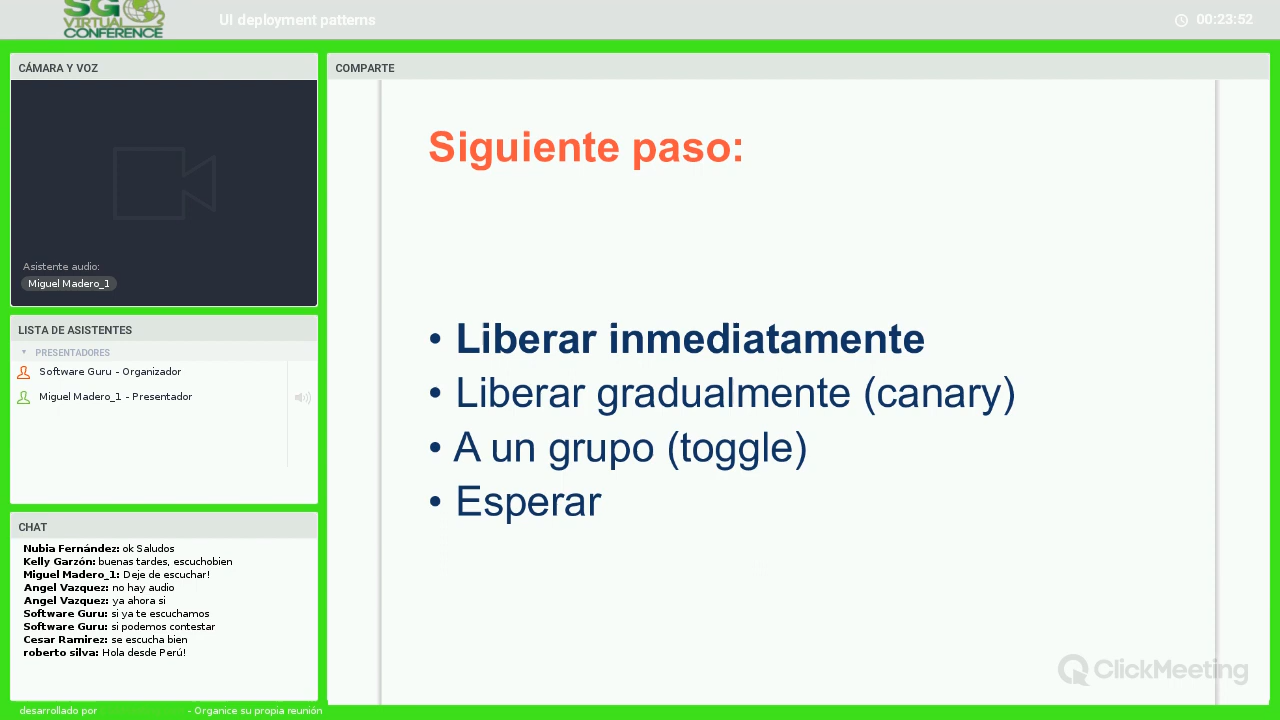 SG
VIRTUAL
CONFERENCE
UI deployment patterns
00:23:52
CÁMARA Y VOZ
Asistente audio:
Miguel Madero_1
LISTA DE ASISTENTES
PRESENTADORES
Software Guru - Organizador
Miguel Madero_1 - Presentador
CHAT
Nubia Fernández: ok Saludos
Kelly Garzón: buenas tardes, escuchobien
Miguel Madero_1: Deje de escuchar!
Angel Vazquez: no hay audio
Angel Vazquez: ya ahora si
Software Guru: si ya te escuchamos
Software Guru: si podemos contestar
Cesar Ramirez: se escucha bien
roberto silva: Hola desde Perú!
desarrollado por - Organice su propia reunión
COMPARTE
Siguiente paso:
• Liberar inmediatamente
• Liberar gradualmente (canary)
• A un grupo (toggle)
• Esperar
ClickMeeting